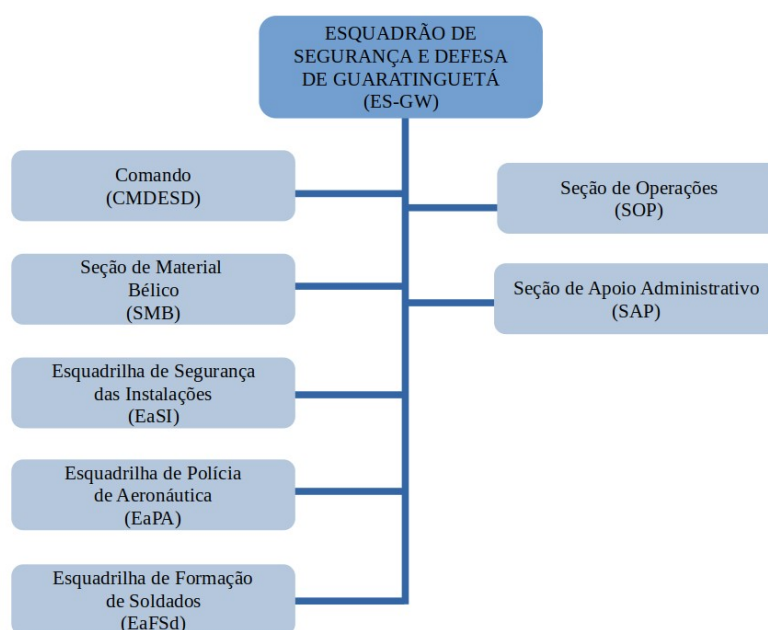 ESQUADRÃO DE
SEGURANÇA E DEFESA
DE GUARATINGUETÁ
(ES-GW)
Comando
(CMDESD)
Seção de Operações
(SOP)
Seção de Material
Bélico
(SMB)
Seção de Apoio Administrativo
(SAP)
Esquadrilha de Segurança
das Instalações
(EaSI)
Esquadrilha de Polícia
de Aeronáutica
(EaPA)
Esquadrilha de Formação
de Soldados
(EaFSd)